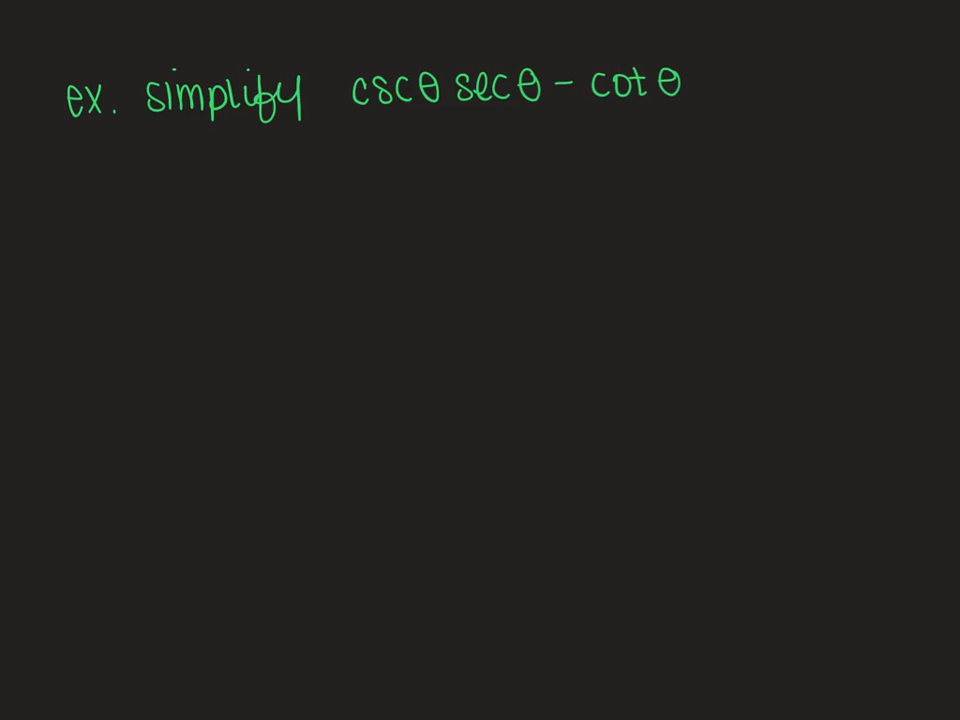 ex. simplify cscθ secθ - cotθ